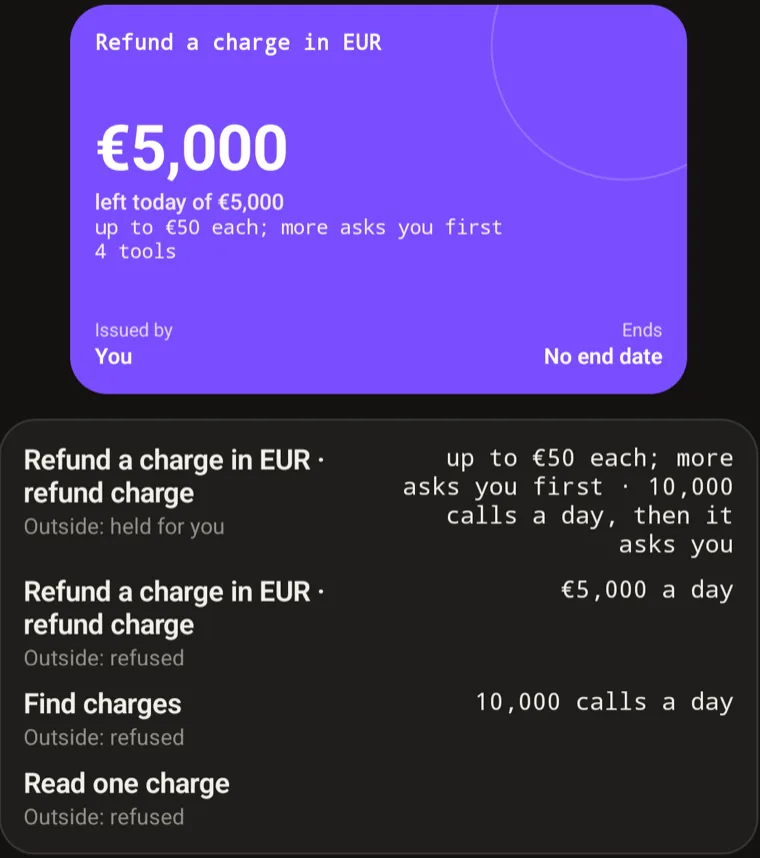 Refund a charge in EUR
€5,000
left today of €5,000
up to €50 each; more asks you first
4 tools
Issued by
You
Ends
No end date
Refund a charge in EUR ·
refund charge
Outside: held for you
up to €50 each; more
asks you first · 10,000
calls a day, then it
asks you
Refund a charge in EUR ·
refund charge
Outside: refused
€5,000 a day
Find charges
Outside: refused
10,000 calls a day
Read one charge
Outside: refused